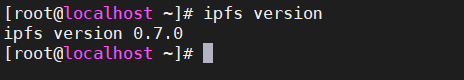 [root@localhost ~]# ipfs version
ipfs version 0.7.0
[root@localhost ~]#